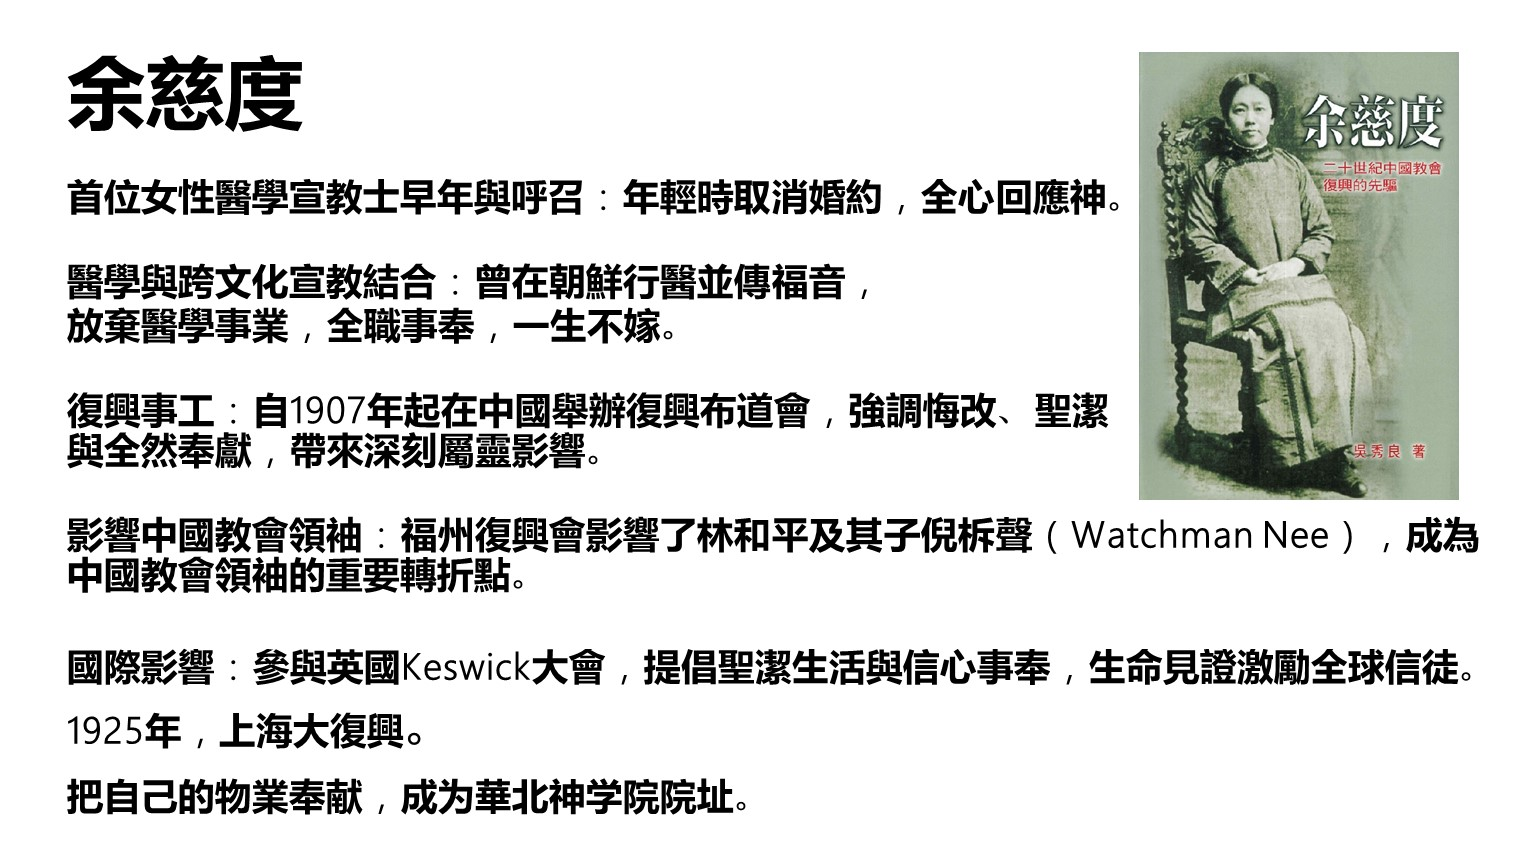 余慈度
首位女性醫學宣教士早年與呼召：年輕時取消婚約，全心回應神。
醫學與跨文化宣教結合：曾在朝鮮行醫並傳福音，
放棄醫學事業，全職事奉，一生不嫁。
復興事工：自1907年起在中國舉辦復興布道會，強調悔改、聖潔
與全然奉獻，帶來深刻屬靈影響。
影響中國教會領袖：福州復興會影響了林和平及其子倪柝聲（Watchman Nee），成為
中國教會領袖的重要轉折點。
國際影響：參與英國Keswick大會，提倡聖潔生活與信心事奉，生命見證激勵全球信徒。
1925年，上海大復興。
把自己的物業奉献，成为華北神学院院址。
余慈度
二十世紀中國教會
復興的先驅
吳秀良 著